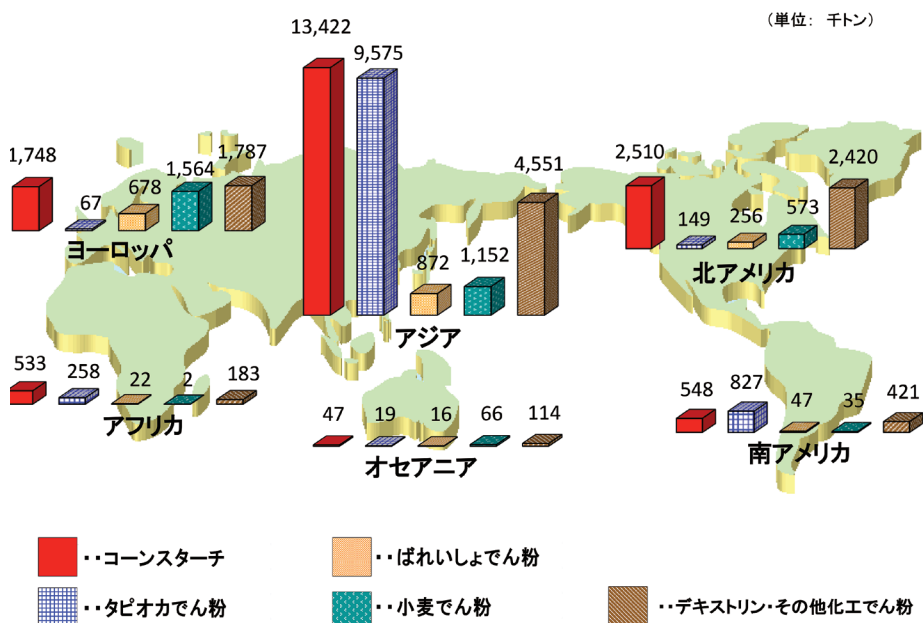 (単位： 千トン)
13,422
9,575
1,748
67
678
1,564
1,787
ヨーロッパ
872
1,152
4,551
アジア
2,510
149
256
573
2,420
北アメリカ
533
258
22
2
183
アフリカ
47
19
16
66
114
オセアニア
548
827
47
35
421
南アメリカ
・・コーンスターチ
・・ばれいしょでん粉
・・タピオカでん粉
・・小麦でん粉
・・デキストリン・その他化工でん粉